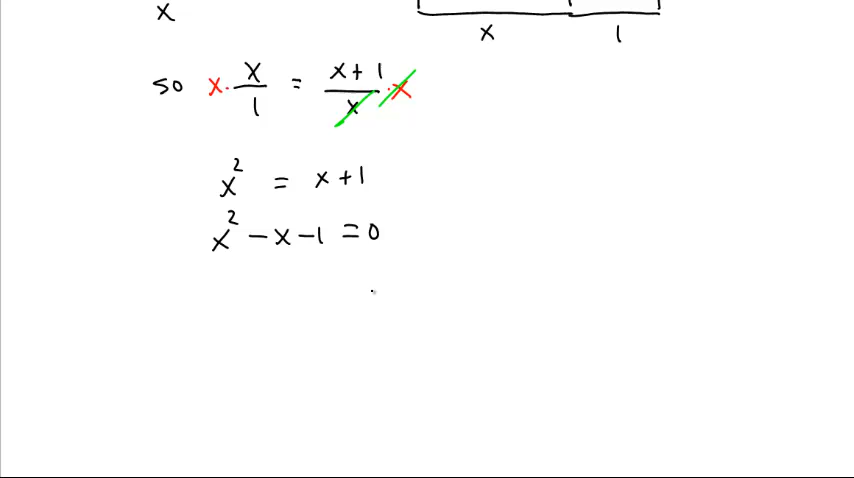 x
x 1
so x · x/1 = x+1/x · x
x² = x+1
x² - x - 1 = 0